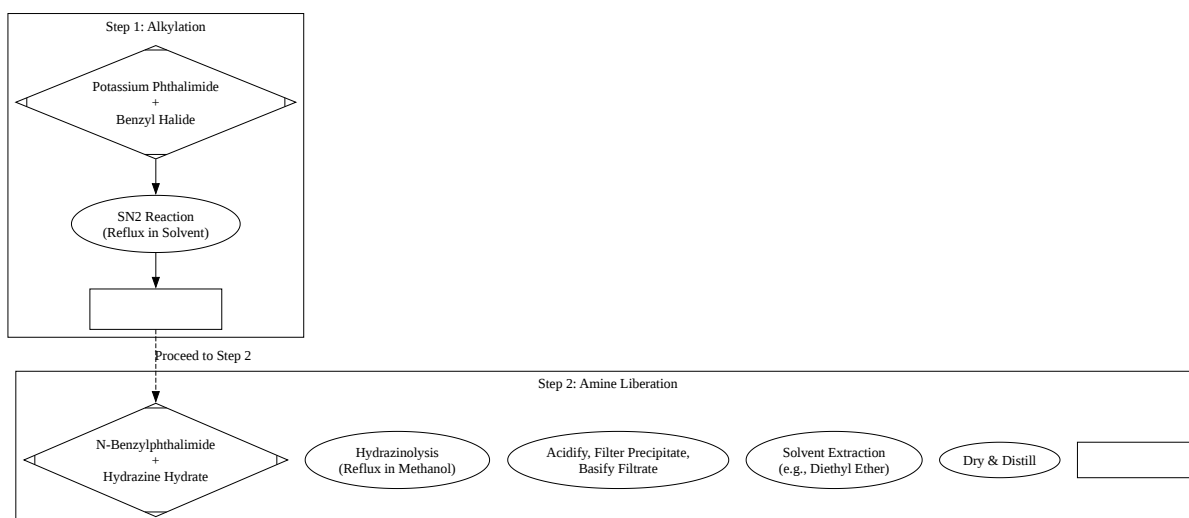 Step 1: Alkylation
Potassium Phthalimide
+
Benzyl Halide
SN2 Reaction
(Reflux in Solvent)
Proceed to Step 2
Step 2: Amine Liberation
N-Benzylphthalimide
+
Hydrazine Hydrate
Hydrazinolysis
(Reflux in Methanol)
Acidify, Filter Precipitate,
Basify Filtrate
Solvent Extraction
(e.g., Diethyl Ether)
Dry & Distill